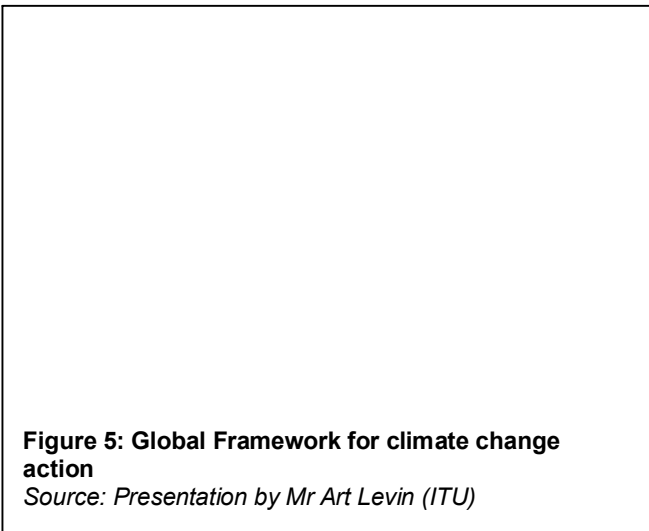 Figure 5: Global Framework for climate change
action
Source: Presentation by Mr Art Levin (ITU)